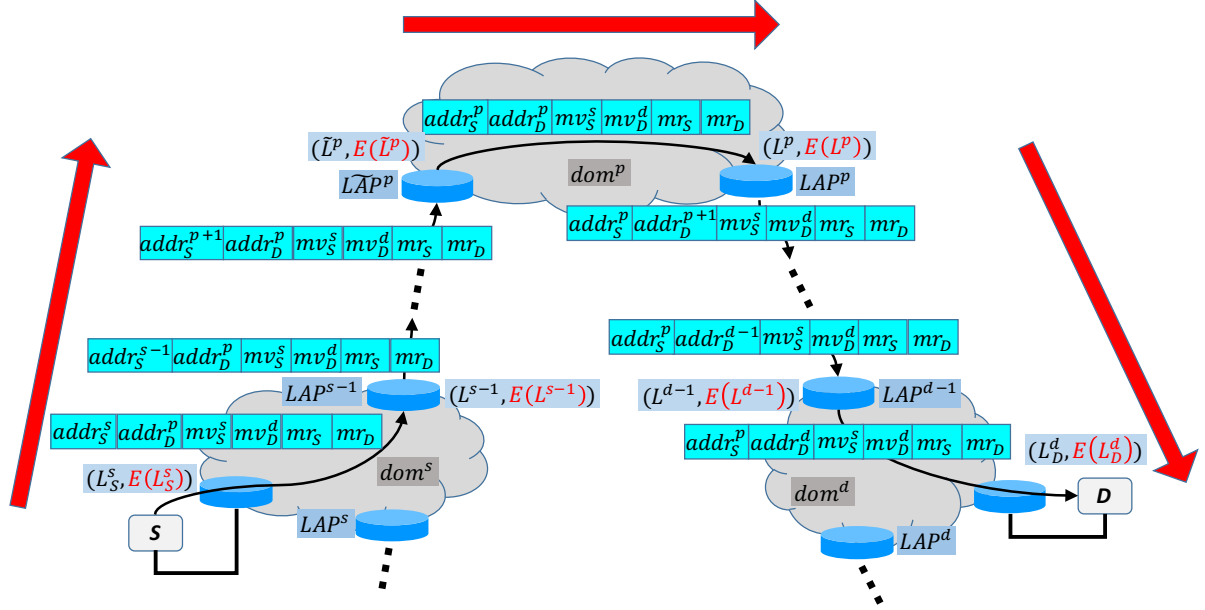 addr_S^p addr_D^p mv_S^s mv_D^d mr_S mr_D
(L̃^p, E(L̃^p))
(L^p, E(L^p))
L͠AP^p
dom^p
LAP^p
addr_S^{p+1} addr_D^p mv_S^s mv_D^d mr_S mr_D
addr_S^p addr_D^{p+1} mv_S^s mv_D^d mr_S mr_D
addr_S^{s-1} addr_D^p mv_S^s mv_D^d mr_S mr_D
addr_S^p addr_D^{d-1} mv_S^s mv_D^d mr_S mr_D
LAP^{s-1}
(L^{s-1}, E(L^{s-1}))
(L^{d-1}, E(L^{d-1}))
LAP^{d-1}
addr_S^s addr_D^p mv_S^s mv_D^d mr_S mr_D
addr_S^p addr_D^d mv_S^s mv_D^d mr_S mr_D
(L_S^s, E(L_S^s))
dom^s
(L_D^d, E(L_D^d))
dom^d
S
LAP^s
LAP^d
D